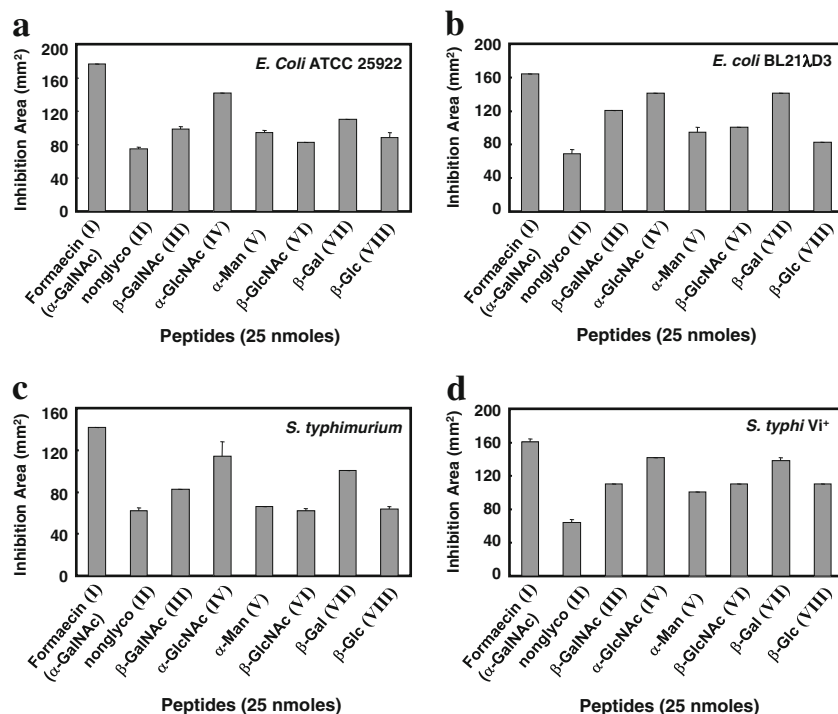 a
E. Coli ATCC 25922
Inhibition Area (mm²)
200
160
120
80
40
0
Formaecin (I)
(α-GalNAc)
nonglyco (II)
β-GalNAc (III)
α-GlcNAc (IV)
α-Man (V)
β-GlcNAc (VI)
β-Gal (VII)
β-Glc (VIII)
Peptides (25 nmoles)
b
E. coli BL21λD3
Inhibition Area (mm²)
200
160
120
80
40
0
Formaecin (I)
(α-GalNAc)
nonglyco (II)
β-GalNAc (III)
α-GlcNAc (IV)
α-Man (V)
β-GlcNAc (VI)
β-Gal (VII)
β-Glc (VIII)
Peptides (25 nmoles)
c
S. typhimurium
Inhibition Area (mm²)
160
120
80
40
0
Formaecin (I)
(α-GalNAc)
nonglyco (II)
β-GalNAc (III)
α-GlcNAc (IV)
α-Man (V)
β-GlcNAc (VI)
β-Gal (VII)
β-Glc (VIII)
Peptides (25 nmoles)
d
S. typhi Vi⁺
Inhibition Area (mm²)
200
160
120
80
40
0
Formaecin (I)
(α-GalNAc)
nonglyco (II)
β-GalNAc (III)
α-GlcNAc (IV)
α-Man (V)
β-GlcNAc (VI)
β-Gal (VII)
β-Glc (VIII)
Peptides (25 nmoles)